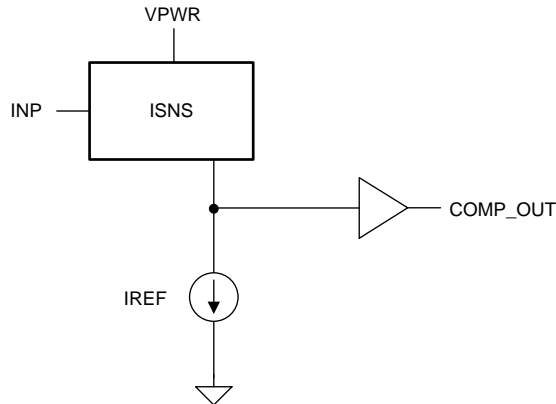 VPWR
INP
ISNS
COMP_OUT
IREF